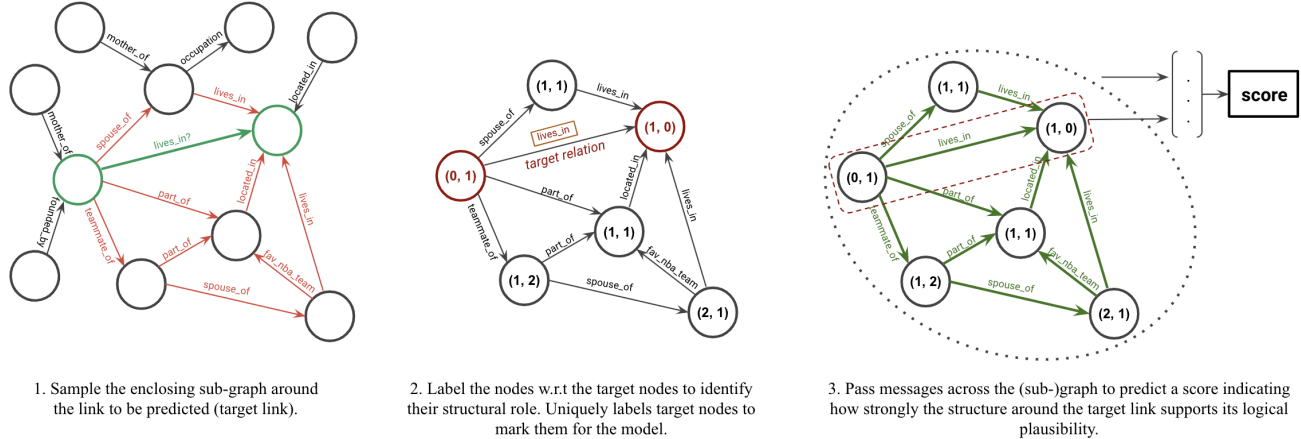 mother_of
occupation
located_in
lives_in
mother_of
spouse_of
lives_in?
part_of
located_in
lives_in
founded_by
teammate_of
part_of
fav_nba_team
spouse_of
1. Sample the enclosing sub-graph around
the link to be predicted (target link).
(1, 1)
lives_in
spouse_of
lives_in
(1, 0)
target relation
(0, 1)
part_of
located_in
lives_in
teammate_of
part_of
(1, 1)
fav_nba_team
(1, 2)
spouse_of
(2, 1)
2. Label the nodes w.r.t the target nodes to identify
their structural role. Uniquely labels target nodes to
mark them for the model.
(1, 1)
lives_in
spouse_of
lives_in
(1, 0)
(0, 1)
part_of
located_in
lives_in
teammate_of
part_of
(1, 1)
fav_nba_team
(1, 2)
spouse_of
(2, 1)
score
3. Pass messages across the (sub-)graph to predict a score indicating
how strongly the structure around the target link supports its logical
plausibility.